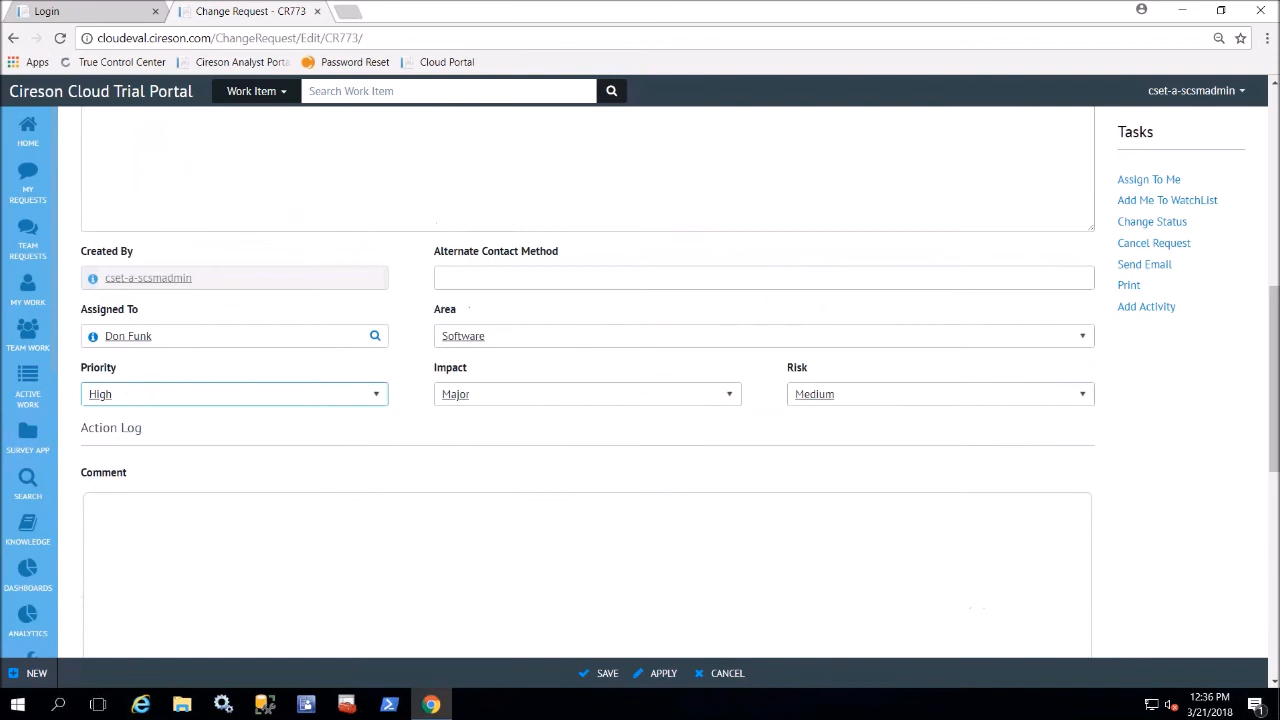 Login
Change Request - CR773
cloudeval.cireson.com/ChangeRequest/Edit/CR773/
Apps
True Control Center
Cireson Analyst Porta
Password Reset
Cloud Portal
Cireson Cloud Trial Portal
Work Item
Search Work Item
cset-a-scsmadmin
HOME
MY
REQUESTS
TEAM
REQUESTS
MY WORK
TEAM WORK
ACTIVE
WORK
SURVEY APP
SEARCH
KNOWLEDGE
DASHBOARDS
ANALYTICS
Created By
cset-a-scsmadmin
Alternate Contact Method
Assigned To
Don Funk
Area
Software
Priority
High
Impact
Major
Risk
Medium
Action Log
Comment
Tasks
Assign To Me
Add Me To WatchList
Change Status
Cancel Request
Send Email
Print
Add Activity
NEW
SAVE
APPLY
CANCEL
12:36 PM
3/21/2018
1